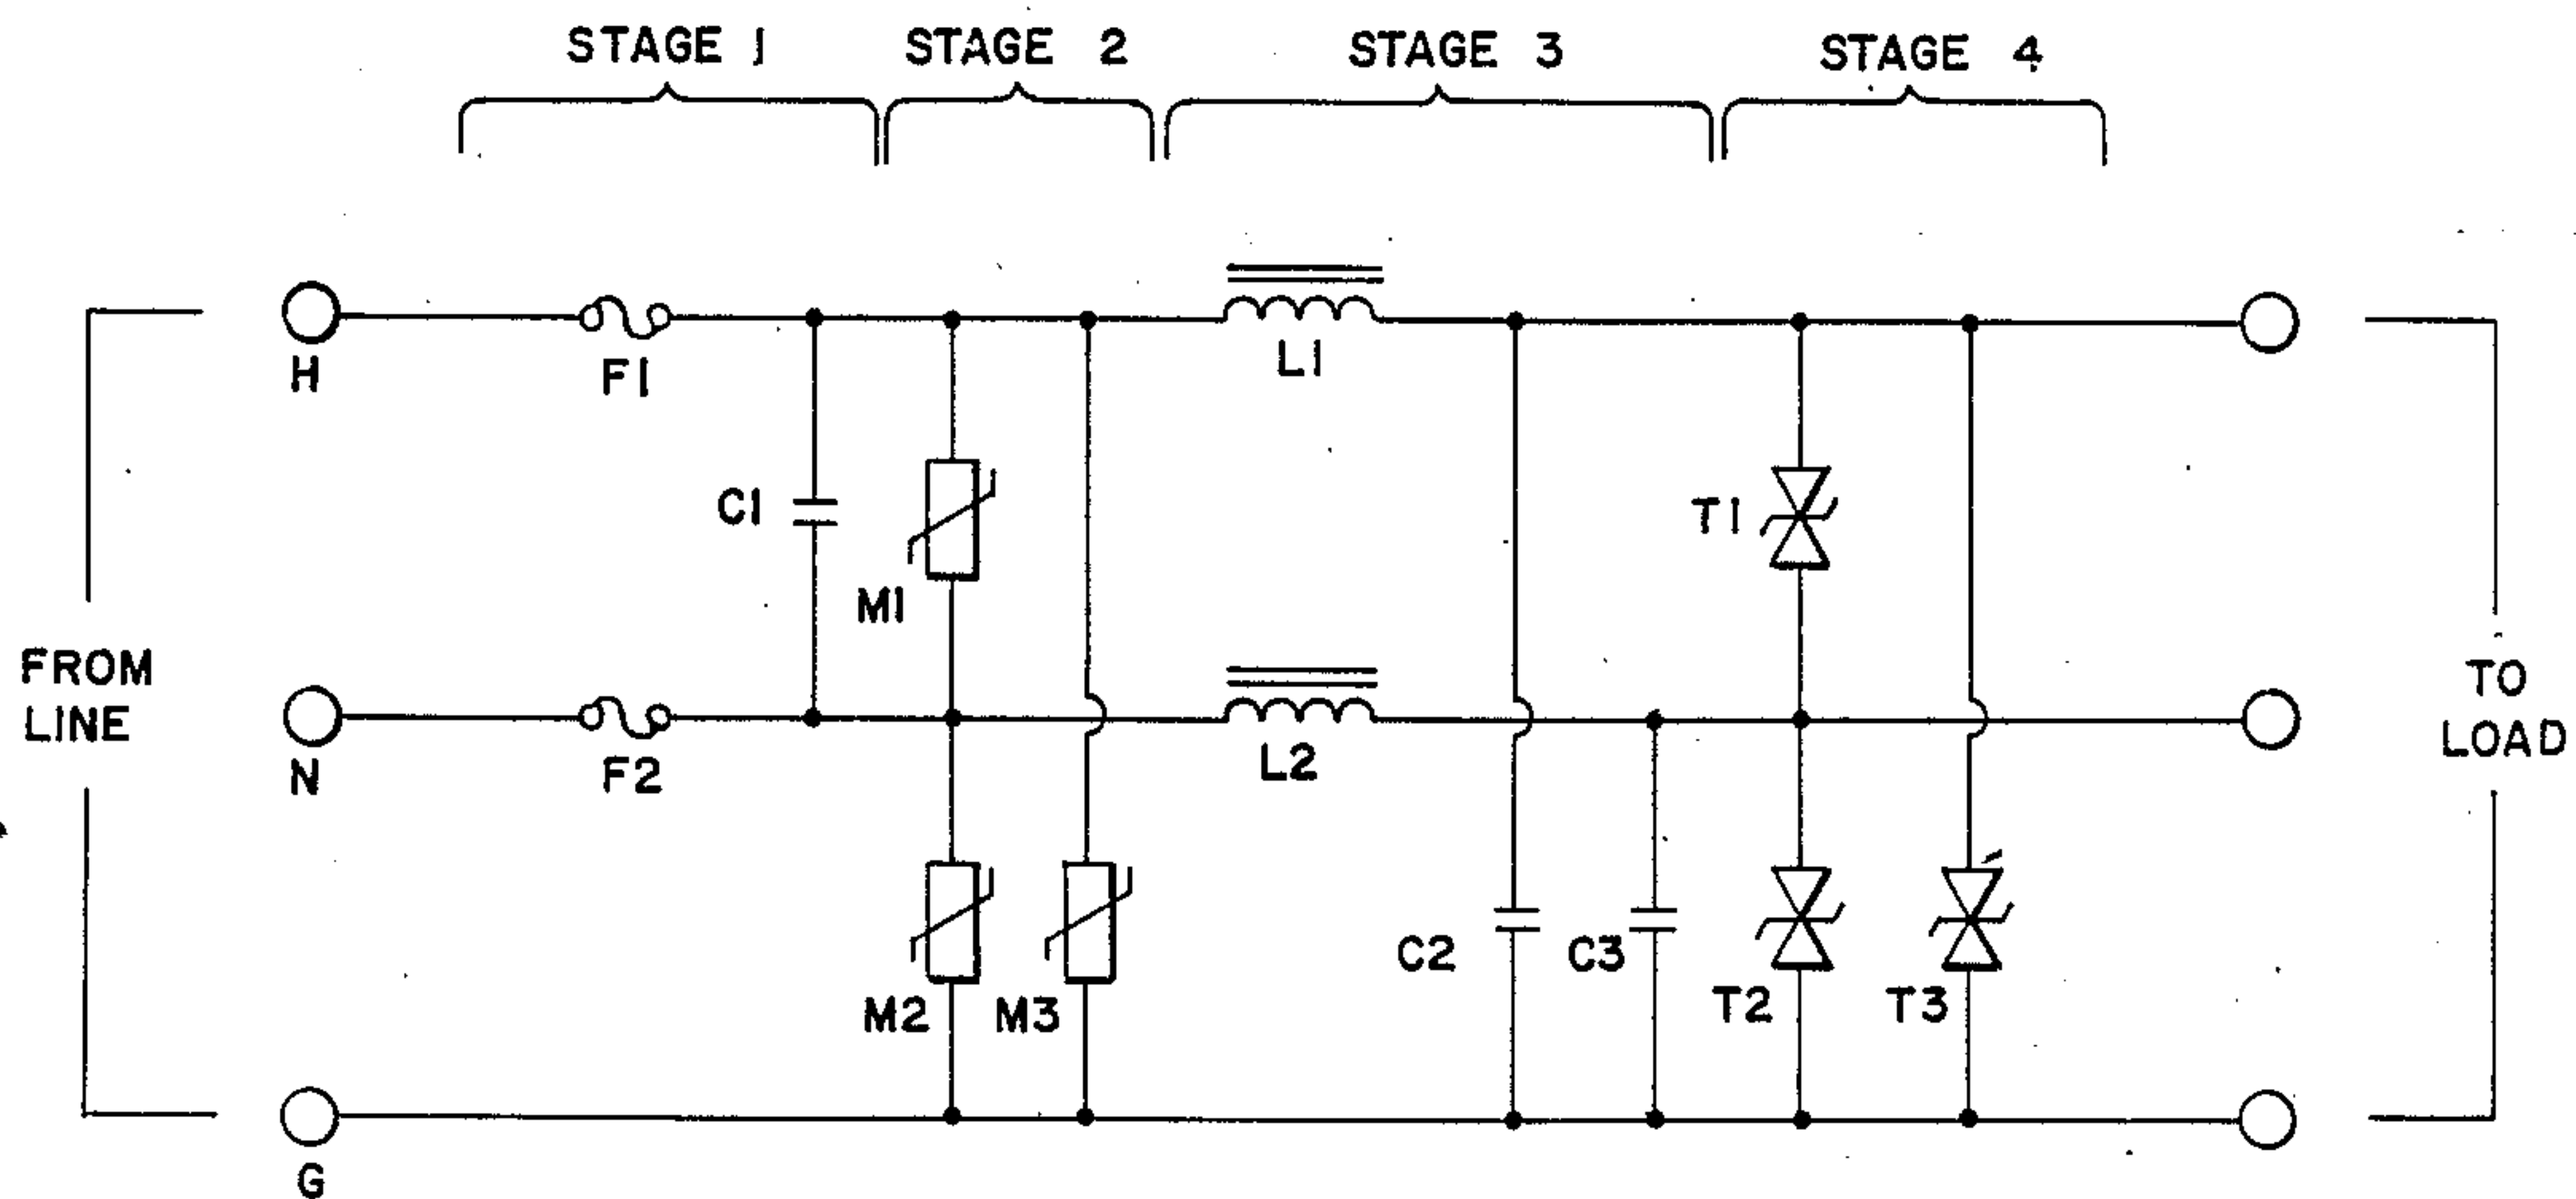 STAGE 1 STAGE 2 STAGE 3 STAGE 4
H
F1
L1
C1
M1
T1
FROM
LINE
N
F2
L2
TO
LOAD
M2
M3
C2
C3
T2
T3
G